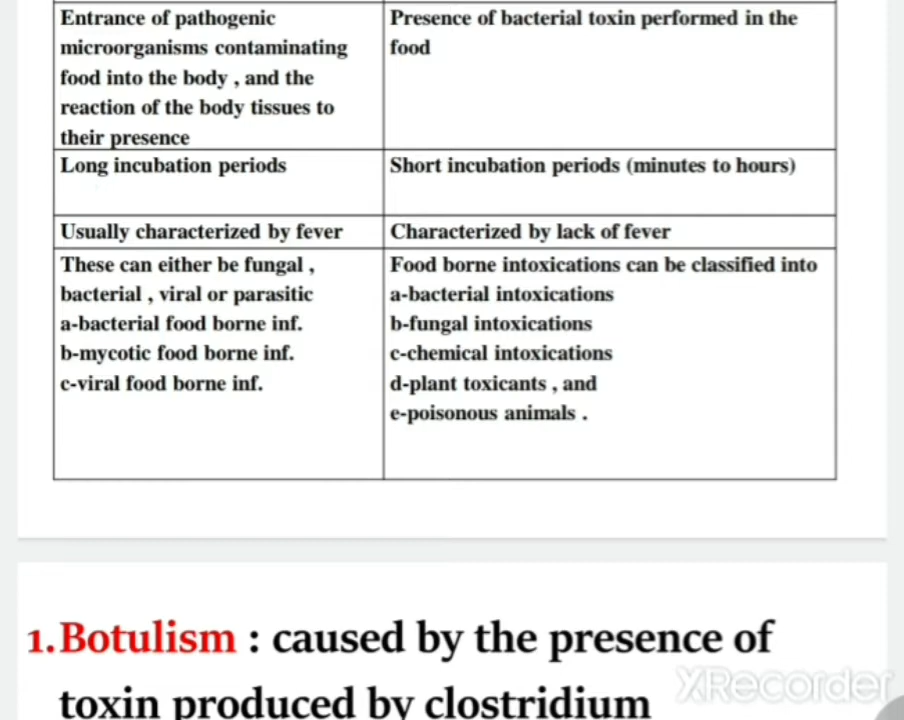 Entrance of pathogenic
microorganisms contaminating
food into the body , and the
reaction of the body tissues to
their presence
Presence of bacterial toxin performed in the
food
Long incubation periods
Short incubation periods (minutes to hours)
Usually characterized by fever
Characterized by lack of fever
These can either be fungal ,
bacterial , viral or parasitic
a-bacterial food borne inf.
b-mycotic food borne inf.
c-viral food borne inf.
Food borne intoxications can be classified into
a-bacterial intoxications
b-fungal intoxications
c-chemical intoxications
d-plant toxicants , and
e-poisonous animals .
1.Botulism : caused by the presence of
toxin produced by clostridium
XRecorder